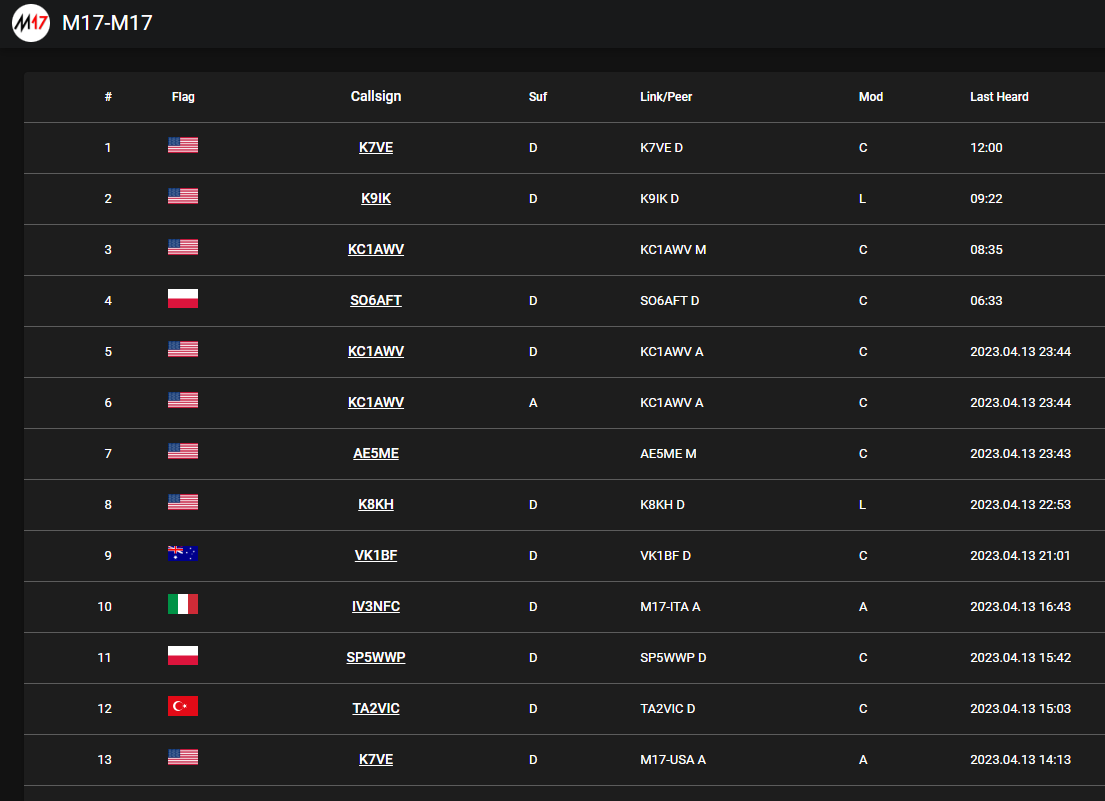 M17 M17-M17
# Flag Callsign Suf Link/Peer Mod Last Heard
1 K7VE D K7VE D C 12:00
2 K9IK D K9IK D L 09:22
3 KC1AWV KC1AWV M C 08:35
4 SO6AFT D SO6AFT D C 06:33
5 KC1AWV D KC1AWV A C 2023.04.13 23:44
6 KC1AWV A KC1AWV A C 2023.04.13 23:44
7 AE5ME AE5ME M C 2023.04.13 23:43
8 K8KH D K8KH D L 2023.04.13 22:53
9 VK1BF D VK1BF D C 2023.04.13 21:01
10 IV3NFC D M17-ITA A A 2023.04.13 16:43
11 SP5WWP D SP5WWP D C 2023.04.13 15:42
12 TA2VIC D TA2VIC D C 2023.04.13 15:03
13 K7VE D M17-USA A A 2023.04.13 14:13